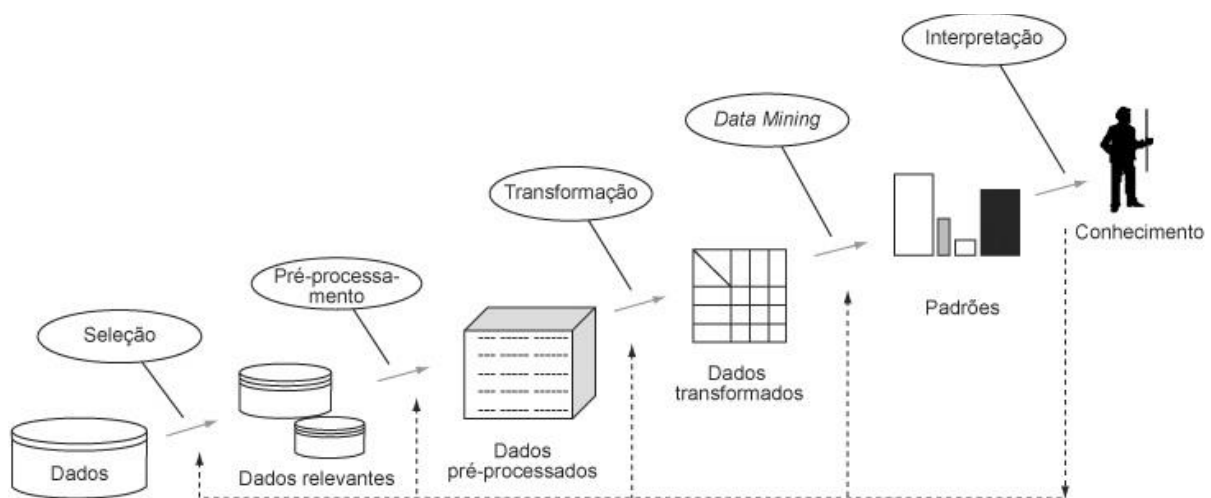 Interpretação
Data Mining
Transformação
Pré-processa-
mento
Seleção
Dados
Dados relevantes
Dados
pré-processados
Dados
transformados
Padrões
Conhecimento